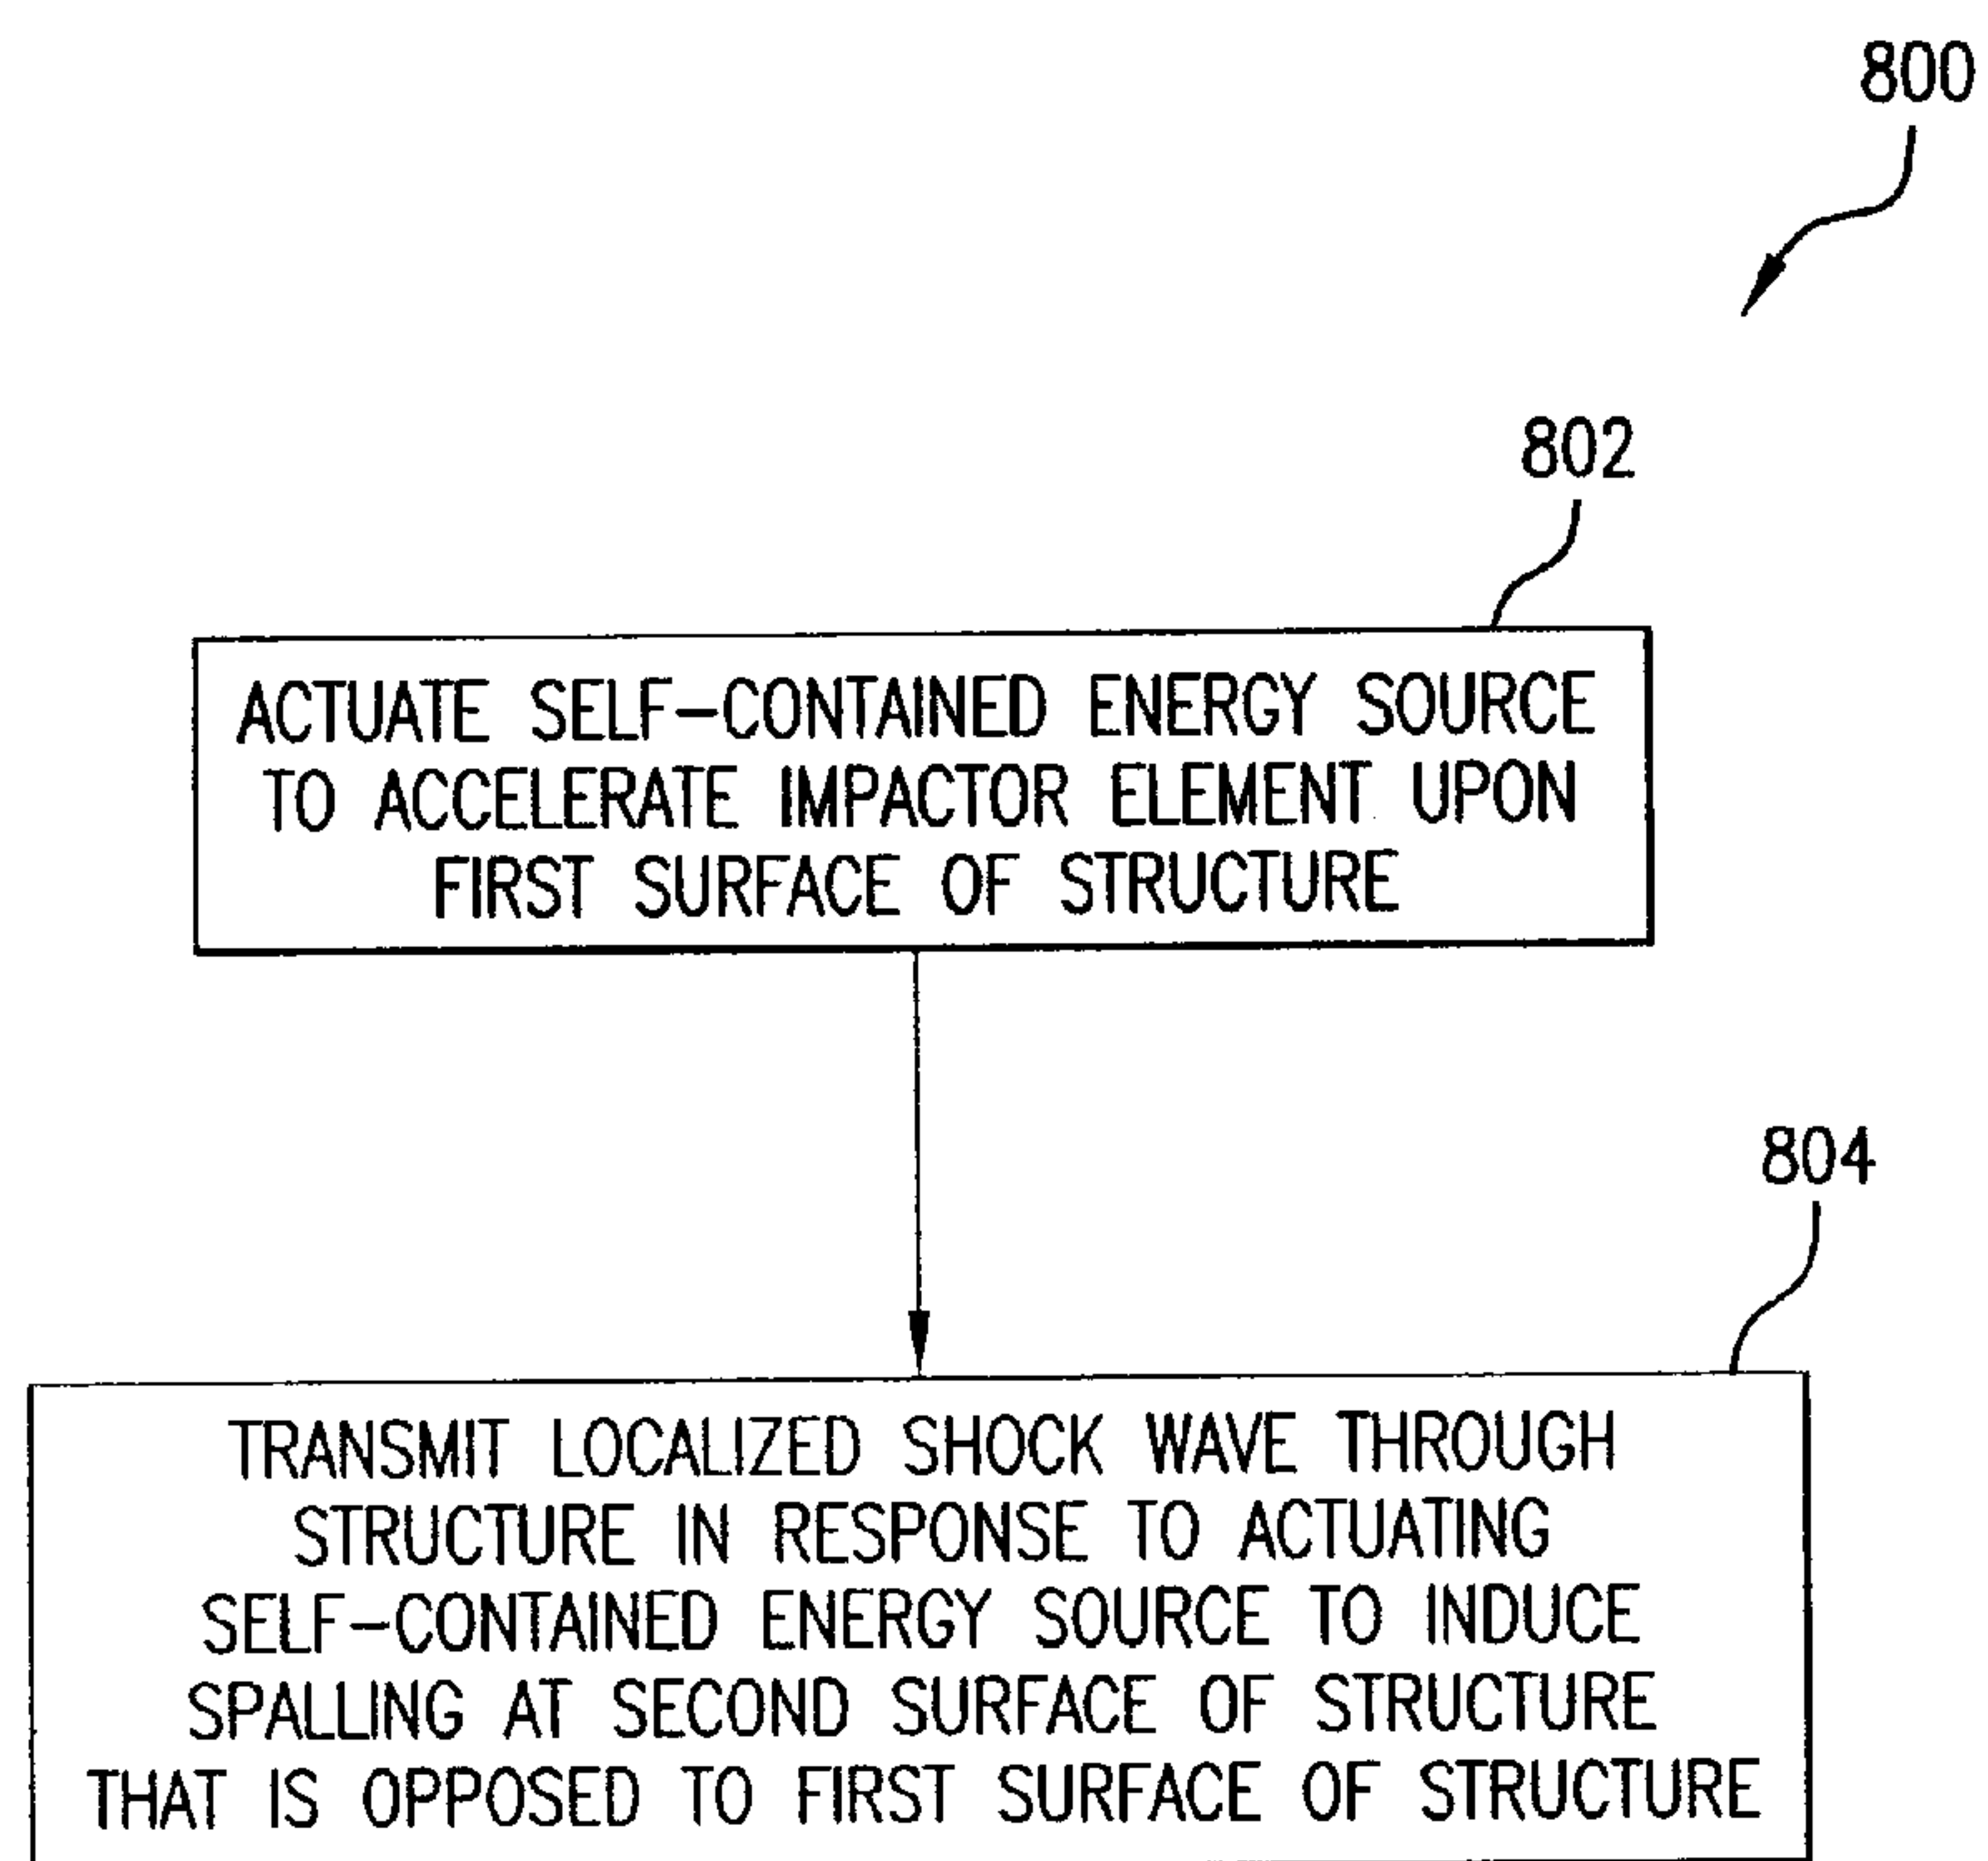 800
802
ACTUATE SELF-CONTAINED ENERGY SOURCE
TO ACCELERATE IMPACTOR ELEMENT UPON
FIRST SURFACE OF STRUCTURE
804
TRANSMIT LOCALIZED SHOCK WAVE THROUGH
STRUCTURE IN RESPONSE TO ACTUATING
SELF-CONTAINED ENERGY SOURCE TO INDUCE
SPALLING AT SECOND SURFACE OF STRUCTURE
THAT IS OPPOSED TO FIRST SURFACE OF STRUCTURE